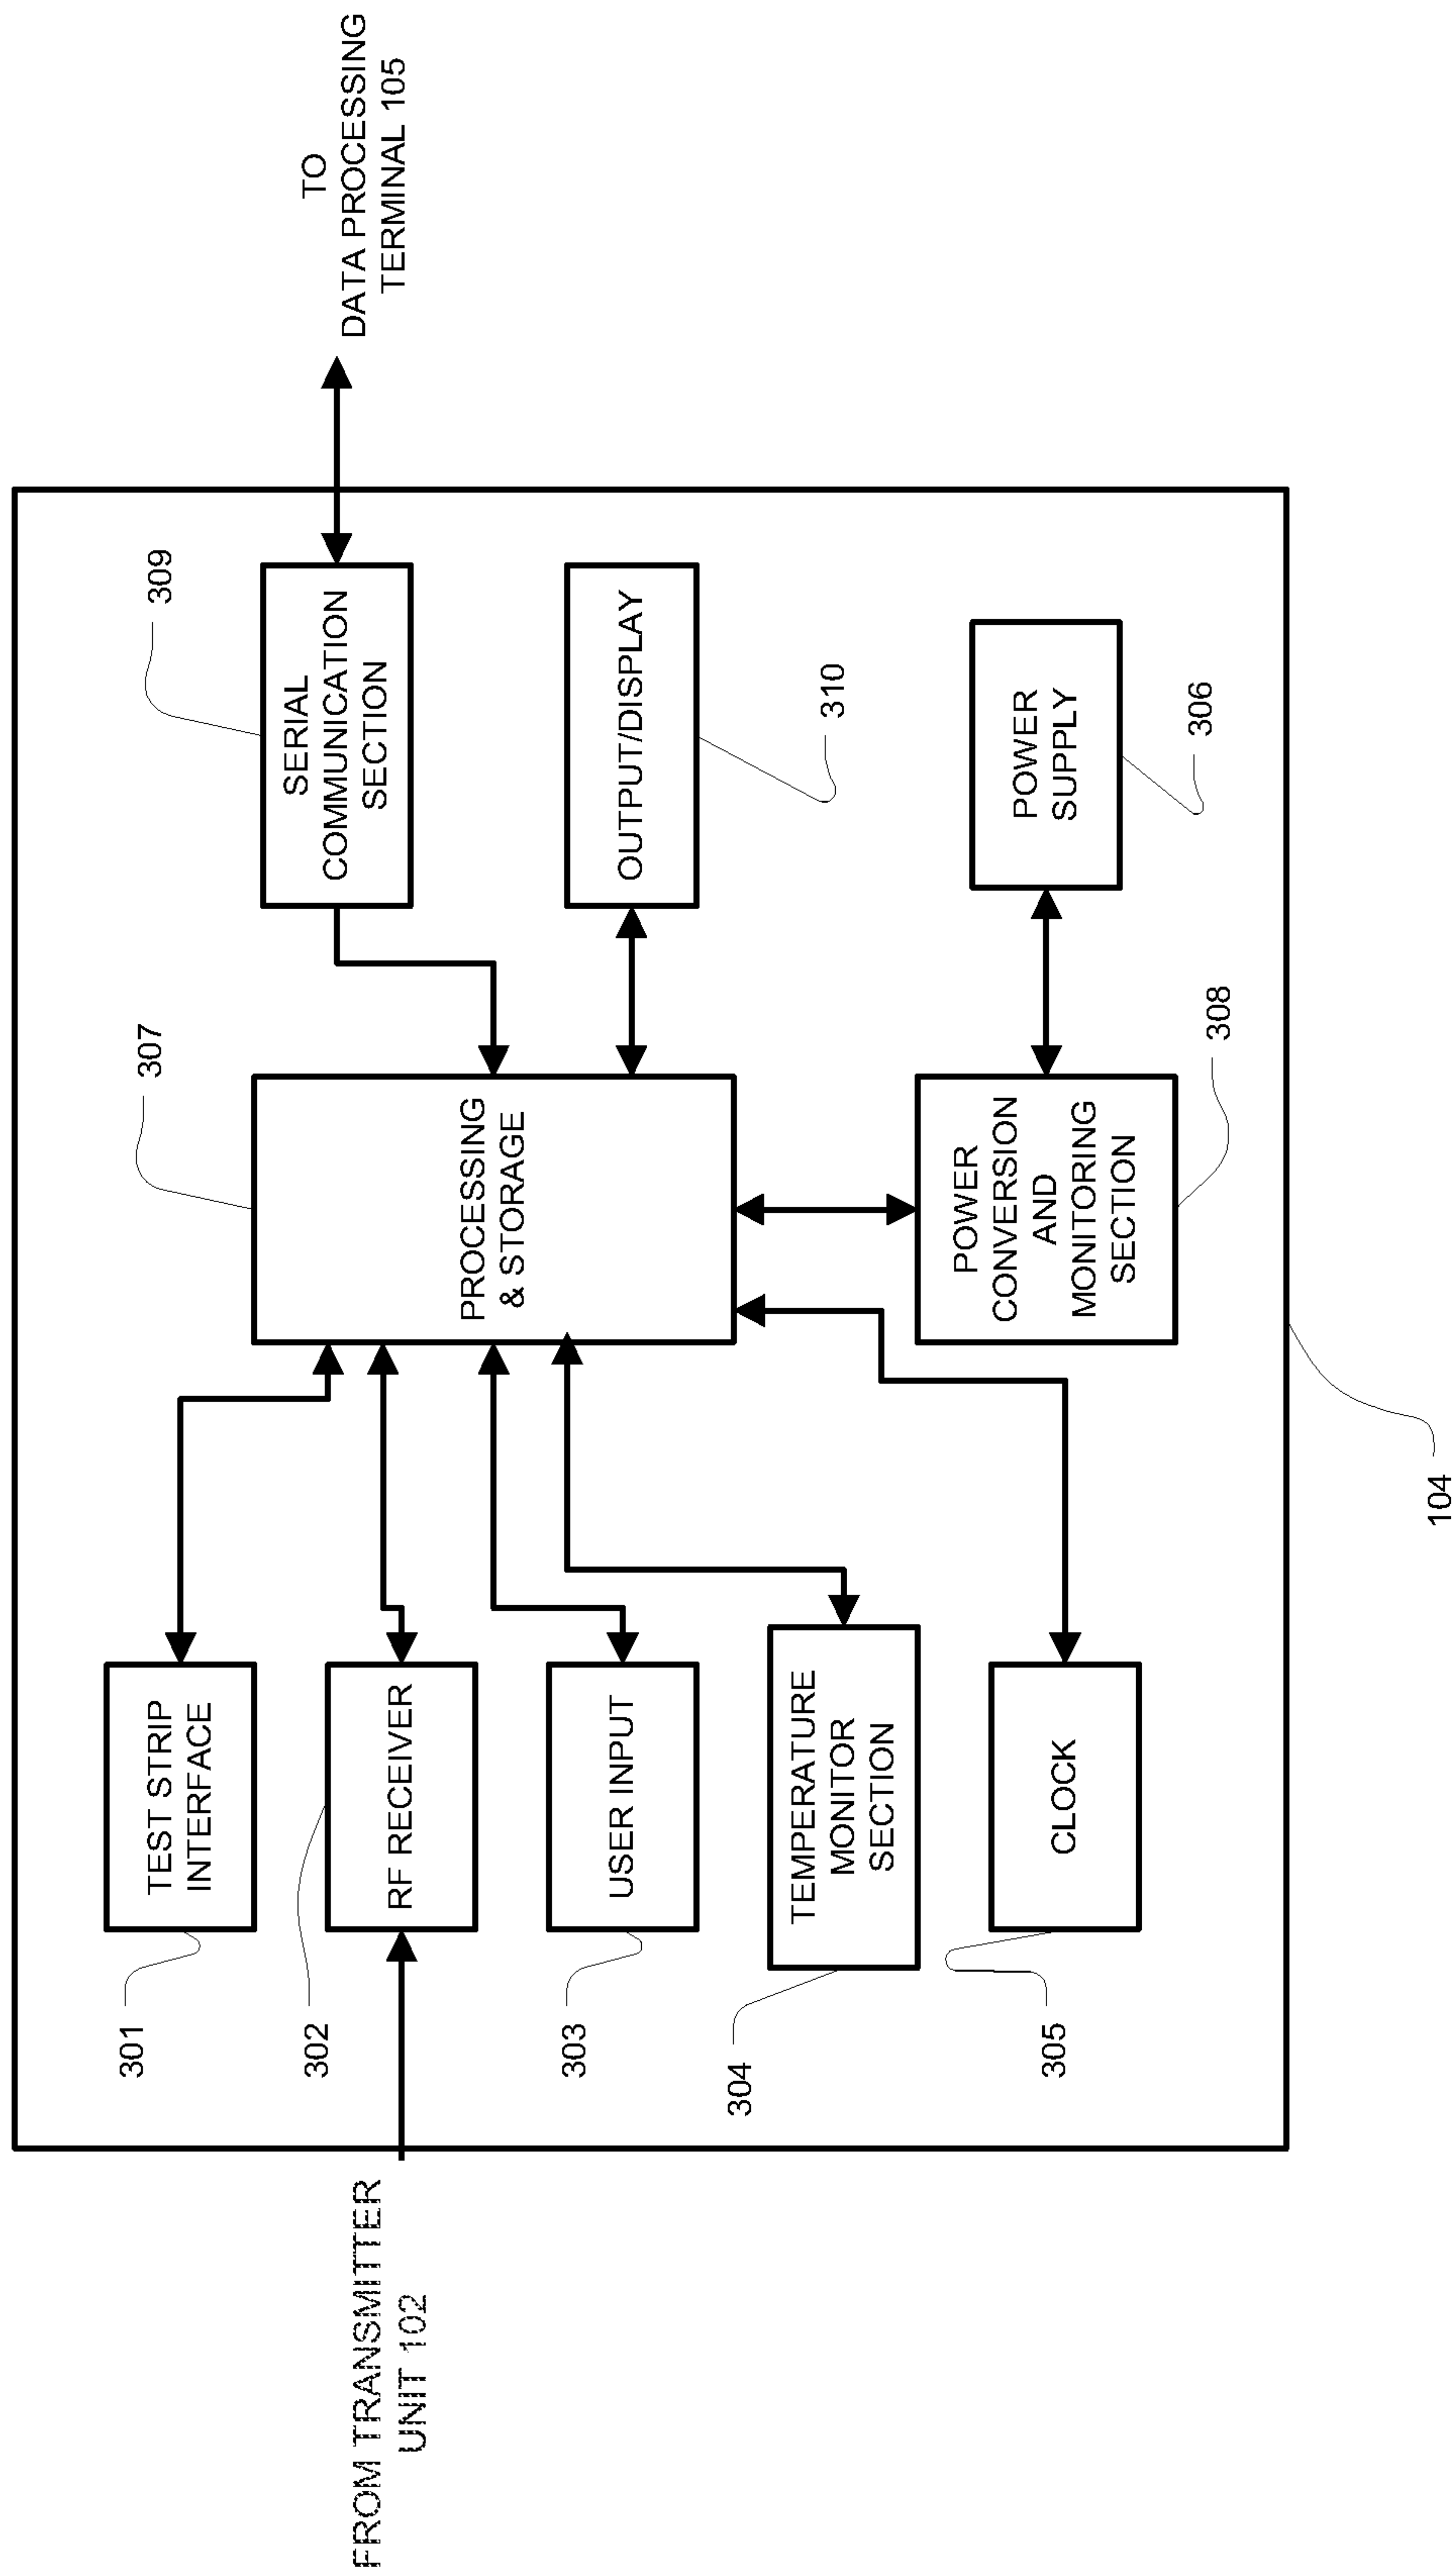 FROM TRANSMITTER
UNIT 102
301
TEST STRIP
INTERFACE
302
RF RECEIVER
303
USER INPUT
304
TEMPERATURE
MONITOR
SECTION
305
CLOCK
307
PROCESSING
& STORAGE
POWER
CONVERSION
AND
MONITORING
SECTION
308
309
SERIAL
COMMUNICATION
SECTION
OUTPUT/DISPLAY
310
POWER
SUPPLY
306
TO
DATA PROCESSING
TERMINAL 105
104